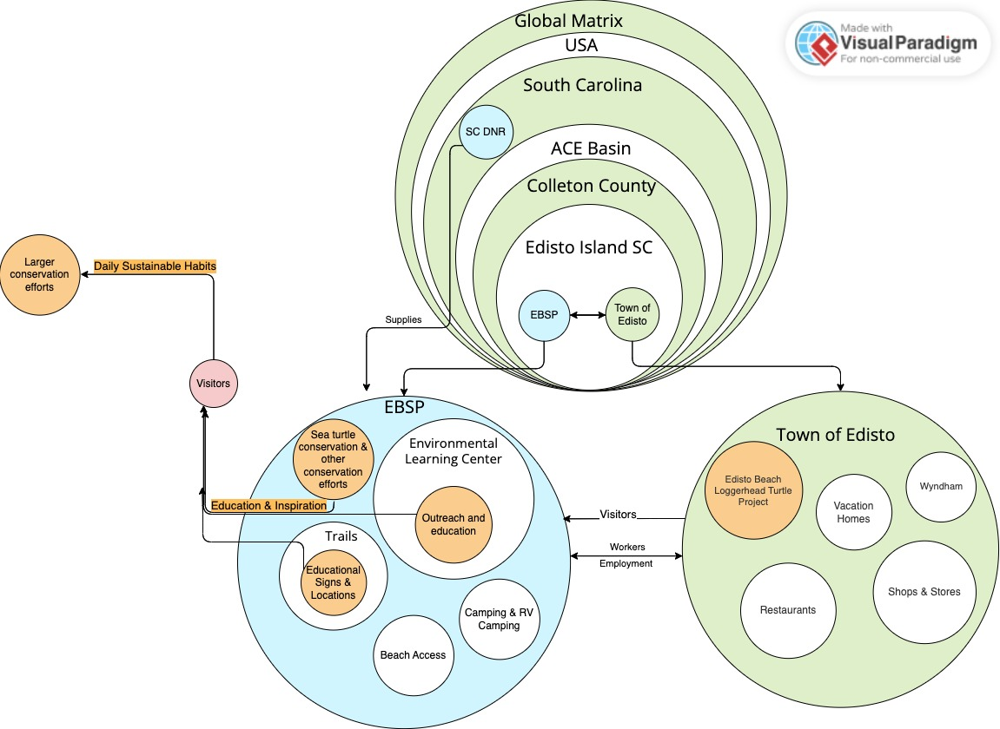 Global Matrix
Made with
VisualParadigm
For non-commercial use
USA
South Carolina
SC DNR
ACE Basin
Colleton County
Edisto Island SC
Larger
conservation
efforts
Daily Sustainable Habits
EBSP
Town of
Edisto
Supplies
Visitors
EBSP
Sea turtle
conservation &
other
conservation
efforts
Environmental
Learning Center
Education & Inspiration
Outreach and
education
Trails
Educational
Signs &
Locations
Camping & RV
Camping
Beach Access
Visitors
Workers
Employment
Town of Edisto
Edisto Beach
Loggerhead Turtle
Project
Wyndham
Vacation
Homes
Shops & Stores
Restaurants